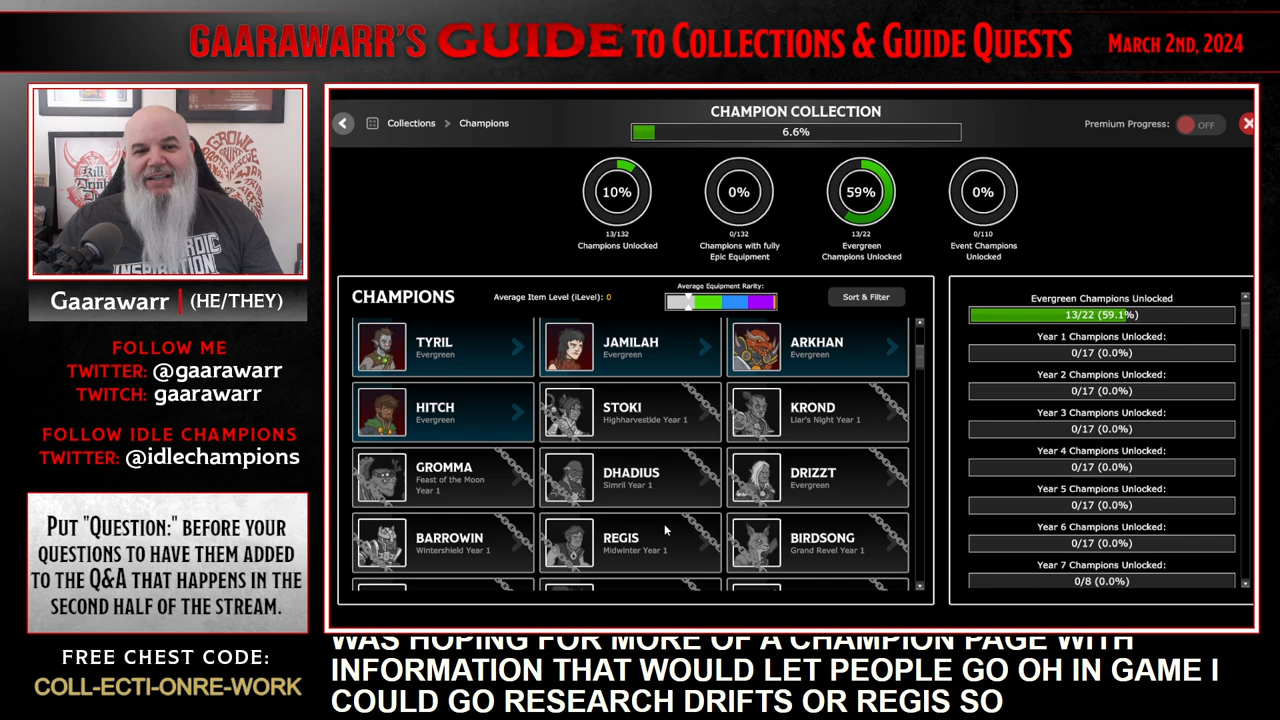 GAARAWARR'S GUIDE TO COLLECTIONS & GUIDE QUESTS
MARCH 2ND, 2024
Gaarawarr | (HE/THEY)
FOLLOW ME
TWITTER: @gaarawarr
TWITCH: gaarawarr
FOLLOW IDLE CHAMPIONS
TWITTER: @idlechampions
PUT "QUESTION:" BEFORE YOUR
QUESTIONS TO HAVE THEM ADDED
TO THE Q&A THAT HAPPENS IN THE
SECOND HALF OF THE STREAM.
FREE CHEST CODE:
COLL-ECTI-ONRE-WORK
Collections > Champions
CHAMPION COLLECTION
6.6%
Premium Progress: OFF
10%
13/132
Champions Unlocked
0%
0/132
Champions with fully
Epic Equipment
59%
13/22
Evergreen
Champions Unlocked
0%
0/110
Event Champions
Unlocked
CHAMPIONS
Average Item Level (iLevel): 0
Average Equipment Rarity:
Sort & Filter
TYRIL
Evergreen
JAMILAH
Evergreen
ARKHAN
Evergreen
HITCH
Evergreen
STOKI
Highharvestide Year 1
KROND
Liar's Night Year 1
GROMMA
Feast of the Moon
Year 1
DHADIUS
Simril Year 1
DRIZZT
Evergreen
BARROWIN
Wintershield Year 1
REGIS
Midwinter Year 1
BIRDSONG
Grand Revel Year 1
Evergreen Champions Unlocked
13/22 (59.1%)
Year 1 Champions Unlocked:
0/17 (0.0%)
Year 2 Champions Unlocked:
0/17 (0.0%)
Year 3 Champions Unlocked:
0/17 (0.0%)
Year 4 Champions Unlocked:
0/17 (0.0%)
Year 5 Champions Unlocked:
0/17 (0.0%)
Year 6 Champions Unlocked:
0/17 (0.0%)
Year 7 Champions Unlocked:
0/8 (0.0%)
WAS HOPING FOR MORE OF A CHAMPION PAGE WITH
INFORMATION THAT WOULD LET PEOPLE GO OH IN GAME I
COULD GO RESEARCH DRIFTS OR REGIS SO